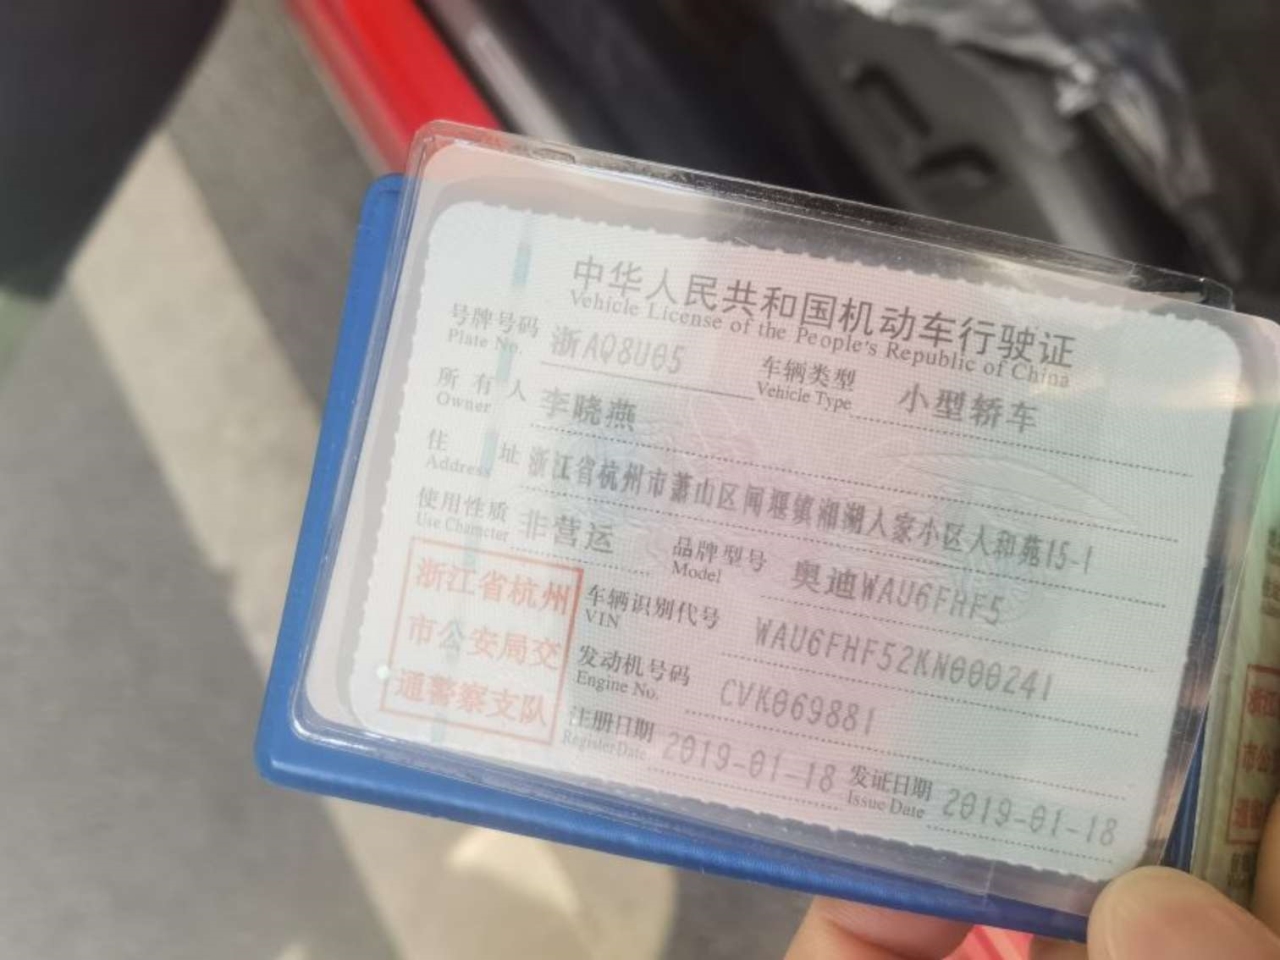 中华人民共和国机动车行驶证
Vehicle License of the People's Republic of China
号牌号码 浙AQ8U05 车辆类型 小型轿车
Plate No. Vehicle Type
所有人 李晓燕
Owner
住址 浙江省杭州市萧山区闻堰镇湘湖人家小区人和苑15-1
Address
使用性质 非营运 品牌型号 奥迪WAU6FHF5
Use Character Model
浙江省杭州市公安局交通警察支队
车辆识别代号 WAU6FHF52KN000241
VIN
发动机号码 CVK069881
Engine No.
注册日期 2019-01-18 发证日期 2019-01-18
Register Date Issue Date